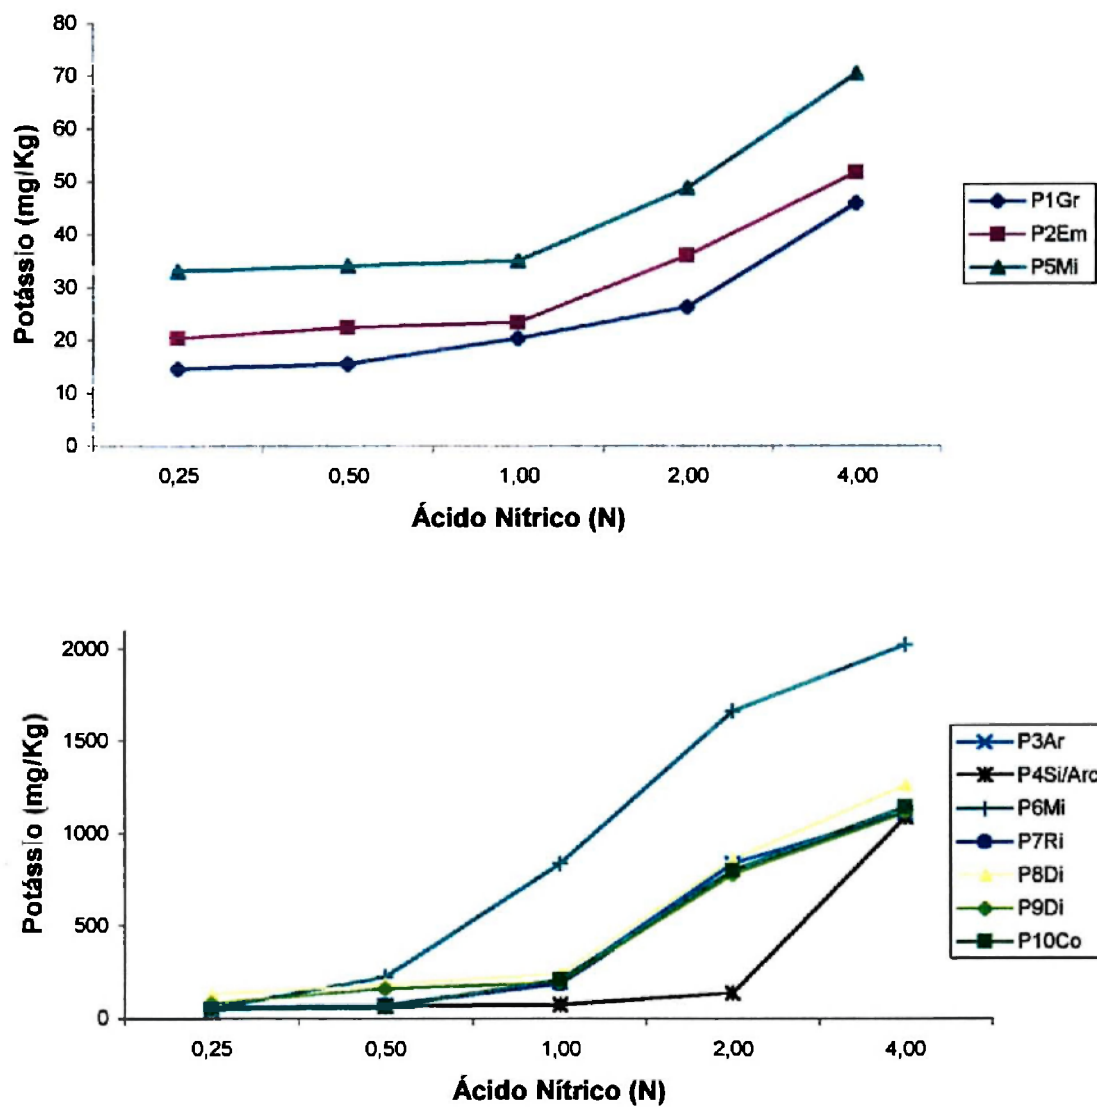 80
70
60
50
40
30
20
10
0
Potássio (mg/Kg)
0,25 0,50 1,00 2,00 4,00
Ácido Nítrico (N)
P1Gr
P2Em
P5Mi
2000
1500
1000
500
0
Potássio (mg/Kg)
0,25 0,50 1,00 2,00 4,00
Ácido Nítrico (N)
P3Ar
P4Si/Arc
P6Mi
P7Ri
P8Di
P9Di
P10Co